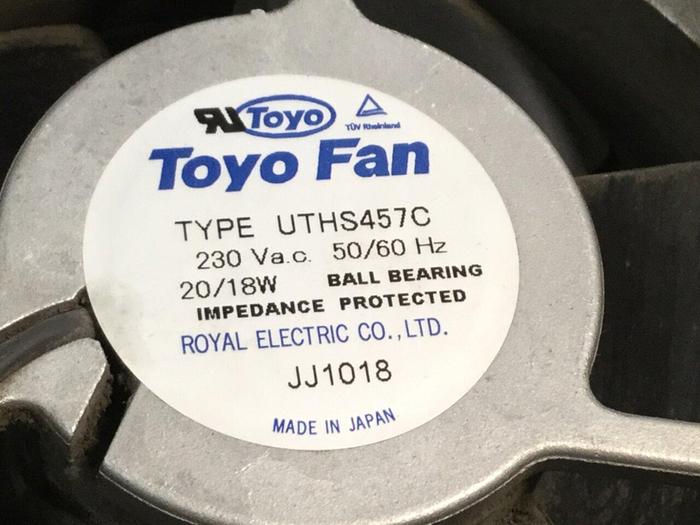 RU Toyo
TÜV Rheinland
Toyo Fan
TYPE UTHS457C
230 Va.c. 50/60 Hz
20/18W BALL BEARING
IMPEDANCE PROTECTED
ROYAL ELECTRIC CO.,LTD.
JJ1018
MADE IN JAPAN